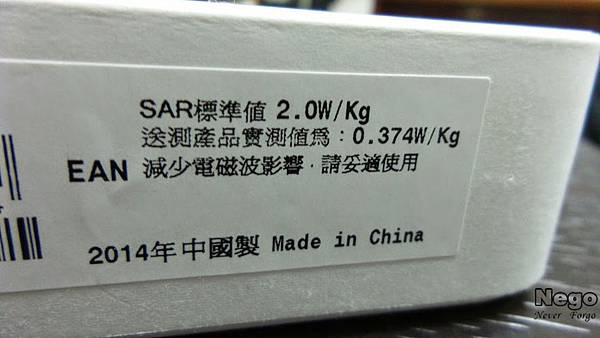 SAR標準值 2.0W/Kg
送測產品實測值為：0.374W/Kg
EAN 減少電磁波影響，請妥適使用
2014年中國製 Made in China
Nego
Never Forgo